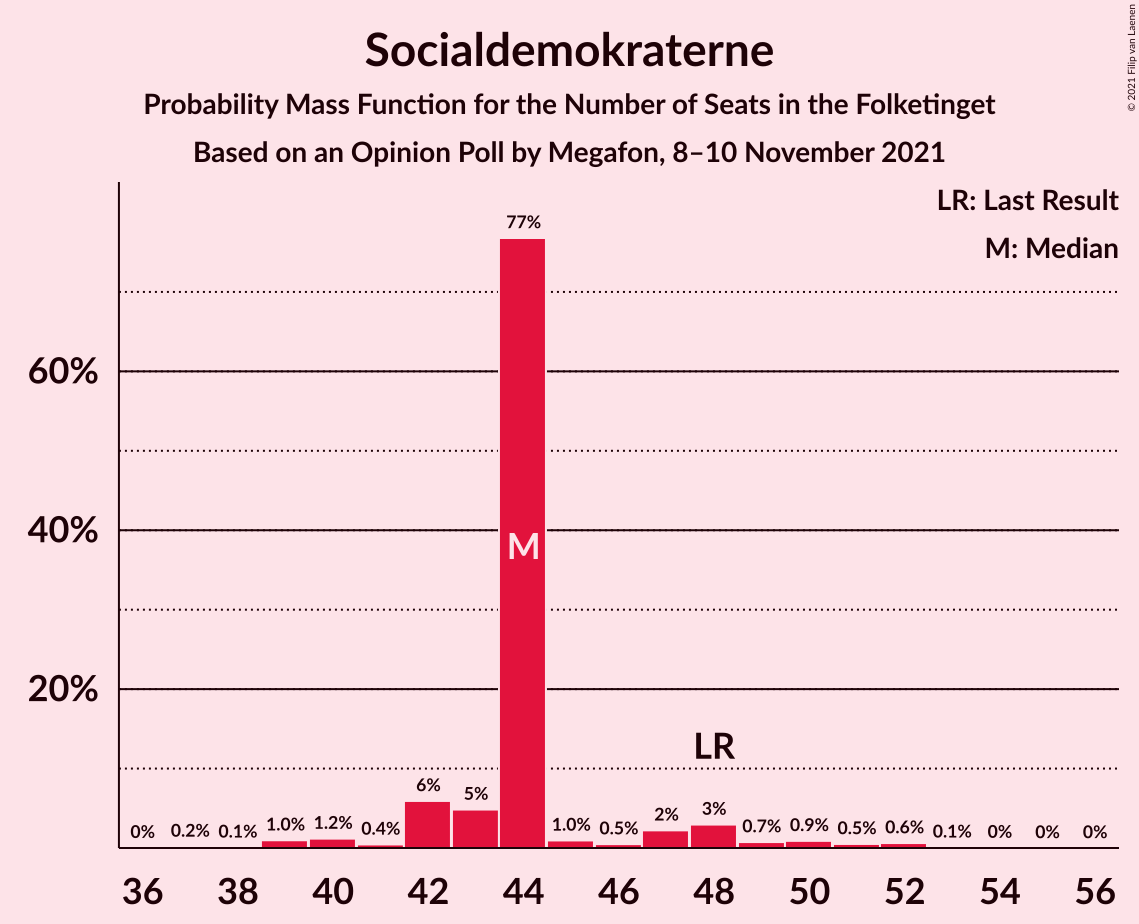 Socialdemokraterne
Probability Mass Function for the Number of Seats in the Folketinget
Based on an Opinion Poll by Megafon, 8–10 November 2021
© 2021 Filip van Laenen
LR: Last Result
M: Median
77%
60%
40%
M
20%
LR
0% 0.2% 0.1% 1.0% 1.2% 0.4% 6% 5% 1.0% 0.5% 2% 3% 0.7% 0.9% 0.5% 0.6% 0.1% 0% 0% 0%
36 38 40 42 44 46 48 50 52 54 56